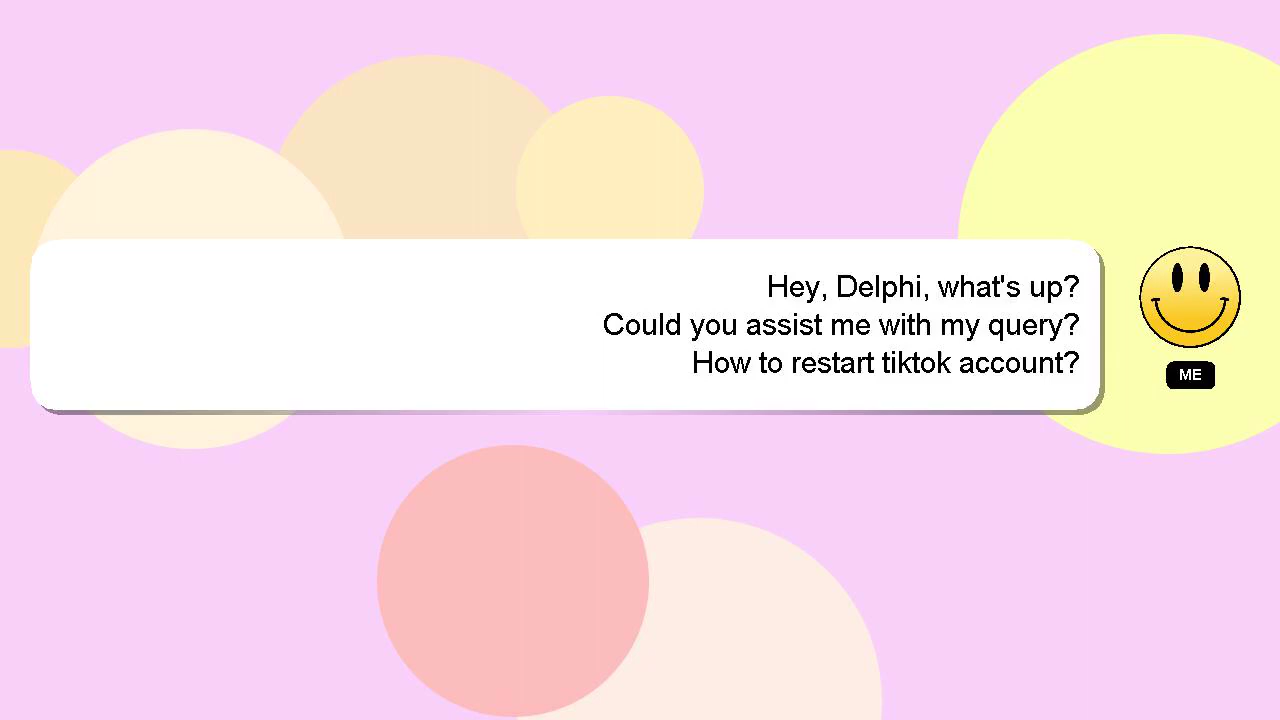 Hey, Delphi, what's up?
Could you assist me with my query?
How to restart tiktok account?
ME